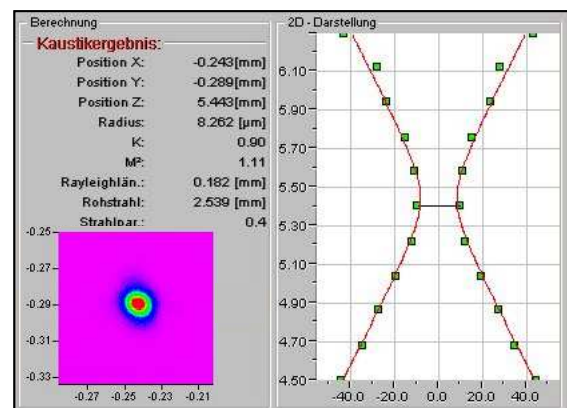 Berechnung
Kaustikergebnis:
Position X: -0.243[mm]
Position Y: -0.289[mm]
Position Z: 5.443[mm]
Radius: 8.262 [µm]
K: 0.90
M²: 1.11
Rayleighlän.: 0.182 [mm]
Rohstrahl: 2.539 [mm]
Strahlpar.: 0.4
-0.25
-0.27
-0.29
-0.31
-0.33
-0.27 -0.25 -0.23 -0.21
2D - Darstellung
6.10
5.90
5.70
5.50
5.30
5.10
4.90
4.70
4.50
-60.0 -20.0 0.0 20.0 60.0